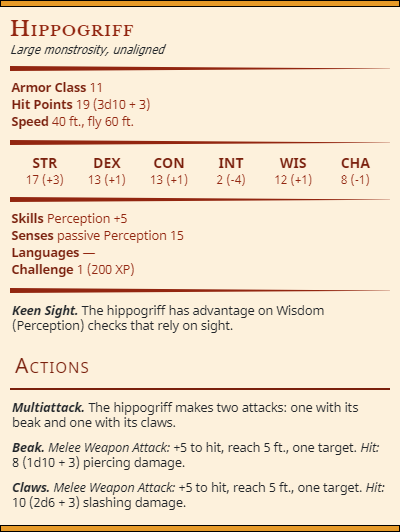 Hippogriff
Large monstrosity, unaligned
Armor Class 11
Hit Points 19 (3d10 + 3)
Speed 40 ft., fly 60 ft.
STR DEX CON INT WIS CHA
17 (+3) 13 (+1) 13 (+1) 2 (-4) 12 (+1) 8 (-1)
Skills Perception +5
Senses passive Perception 15
Languages —
Challenge 1 (200 XP)
Keen Sight. The hippogriff has advantage on Wisdom
(Perception) checks that rely on sight.
Actions
Multiattack. The hippogriff makes two attacks: one with its
beak and one with its claws.
Beak. Melee Weapon Attack: +5 to hit, reach 5 ft., one target. Hit:
8 (1d10 + 3) piercing damage.
Claws. Melee Weapon Attack: +5 to hit, reach 5 ft., one target. Hit:
10 (2d6 + 3) slashing damage.